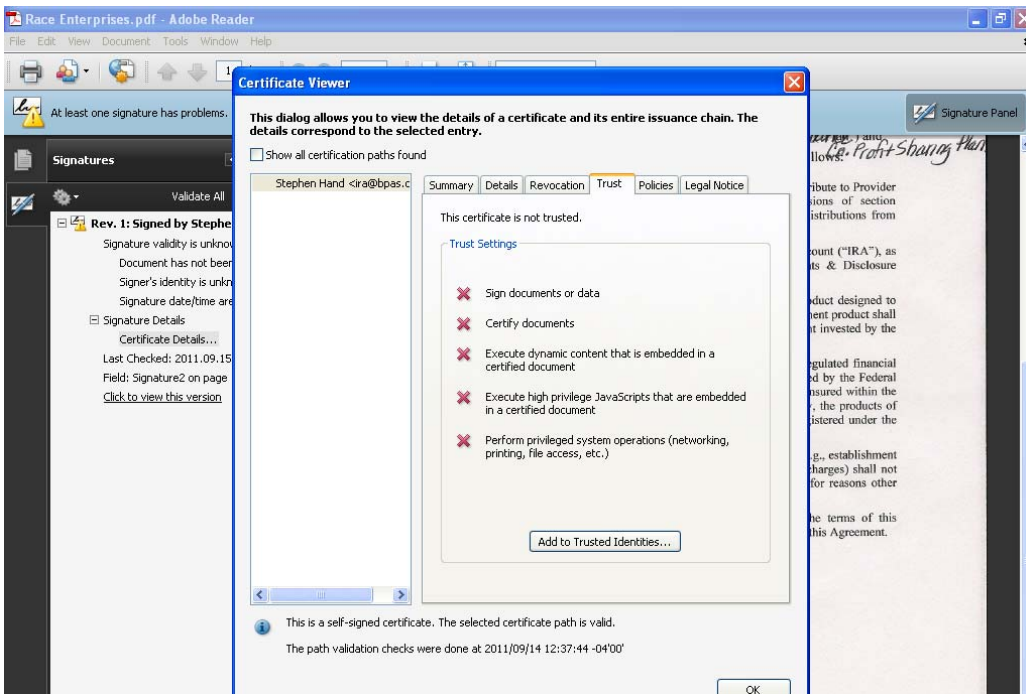 Race Enterprises.pdf - Adobe Reader
File Edit View Document Tools Window Help
1
At least one signature has problems.
Signature Panel
Signatures
Validate All
Rev. 1: Signed by Stephe
Signature validity is unknow
Document has not been
Signer's identity is unkn
Signature date/time are
Signature Details
Certificate Details...
Last Checked: 2011.09.15
Field: Signature2 on page
Click to view this version
Certificate Viewer
This dialog allows you to view the details of a certificate and its entire issuance chain. The
details correspond to the selected entry.
Show all certification paths found
Stephen Hand <ira@bpas.c
Summary Details Revocation Trust Policies Legal Notice
This certificate is not trusted.
Trust Settings
Sign documents or data
Certify documents
Execute dynamic content that is embedded in a
certified document
Execute high privilege JavaScripts that are embedded
in a certified document
Perform privileged system operations (networking,
printing, file access, etc.)
Add to Trusted Identities...
This is a self-signed certificate. The selected certificate path is valid.
The path validation checks were done at 2011/09/14 12:37:44 -04'00'
OK
) and
llows:
Profit Sharing Plan
ribute to Provider
ions of section
istributions from
ount ("IRA"), as
ts & Disclosure
duct designed to
ent product shall
t invested by the
gulated financial
d by the Federal
nsured within the
, the products of
istered under the
.g., establishment
harges) shall not
for reasons other
he terms of this
this Agreement.